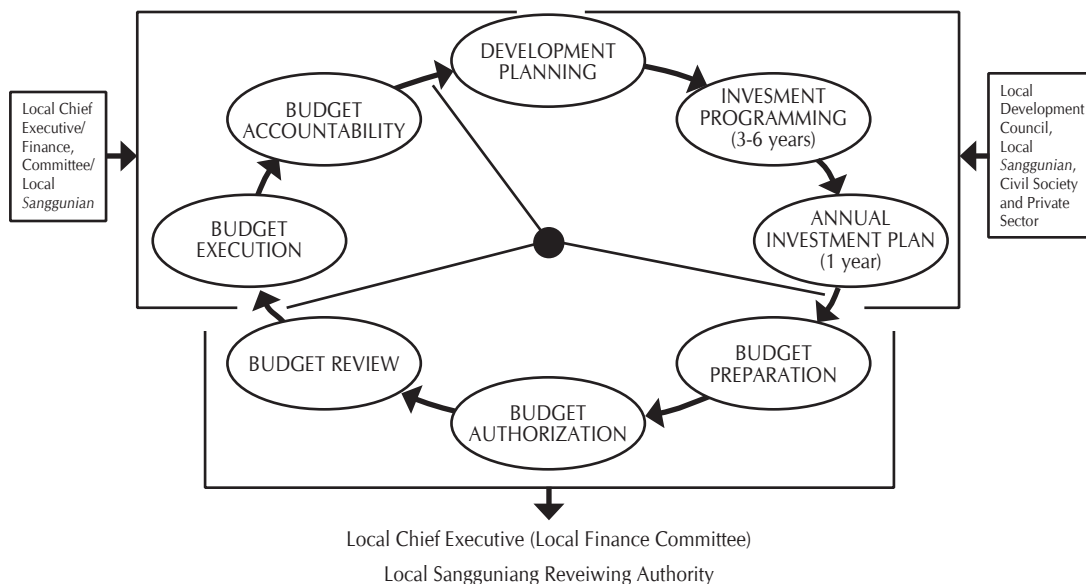 DEVELOPMENT
PLANNING
INVESMENT
PROGRAMMING
(3-6 years)
ANNUAL
INVESTMENT PLAN
(1 year)
BUDGET
PREPARATION
BUDGET
AUTHORIZATION
BUDGET REVIEW
BUDGET
EXECUTION
BUDGET
ACCOUNTABILITY
Local Chief
Executive/
Finance,
Committee/
Local
Sanggunian
Local
Development
Council,
Local
Sanggunian,
Civil Society
and Private
Sector
Local Chief Executive (Local Finance Committee)
Local Sangguniang Reveiwing Authority